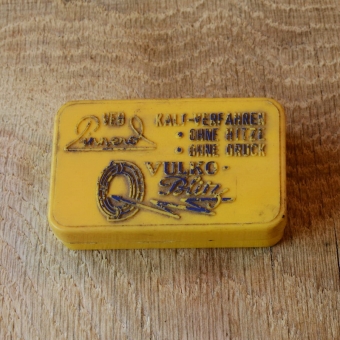 VEB
KALT-VERFAHREN
• OHNE HITZE
• OHNE DRUCK
VULKO-